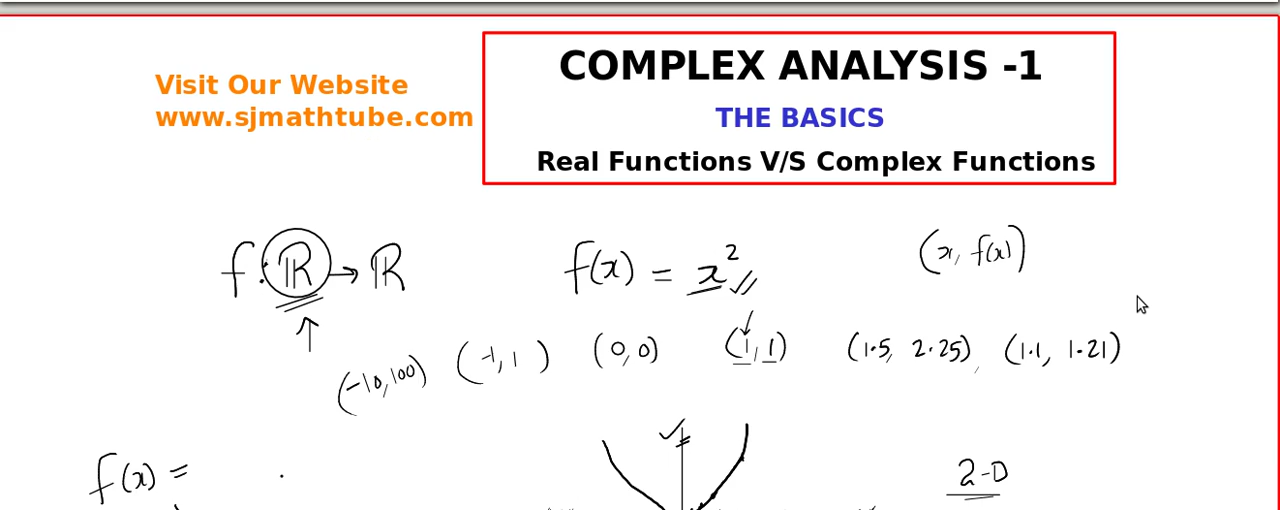 COMPLEX ANALYSIS -1
Visit Our Website
www.sjmathtube.com
THE BASICS
Real Functions V/S Complex Functions
f: ℝ → ℝ
f(x) = x²
(x, f(x))
(-10,100) (-1, 1) (0,0) (1, 1) (1.5, 2.25), (1.1, 1.21)
f(x) =
2-D